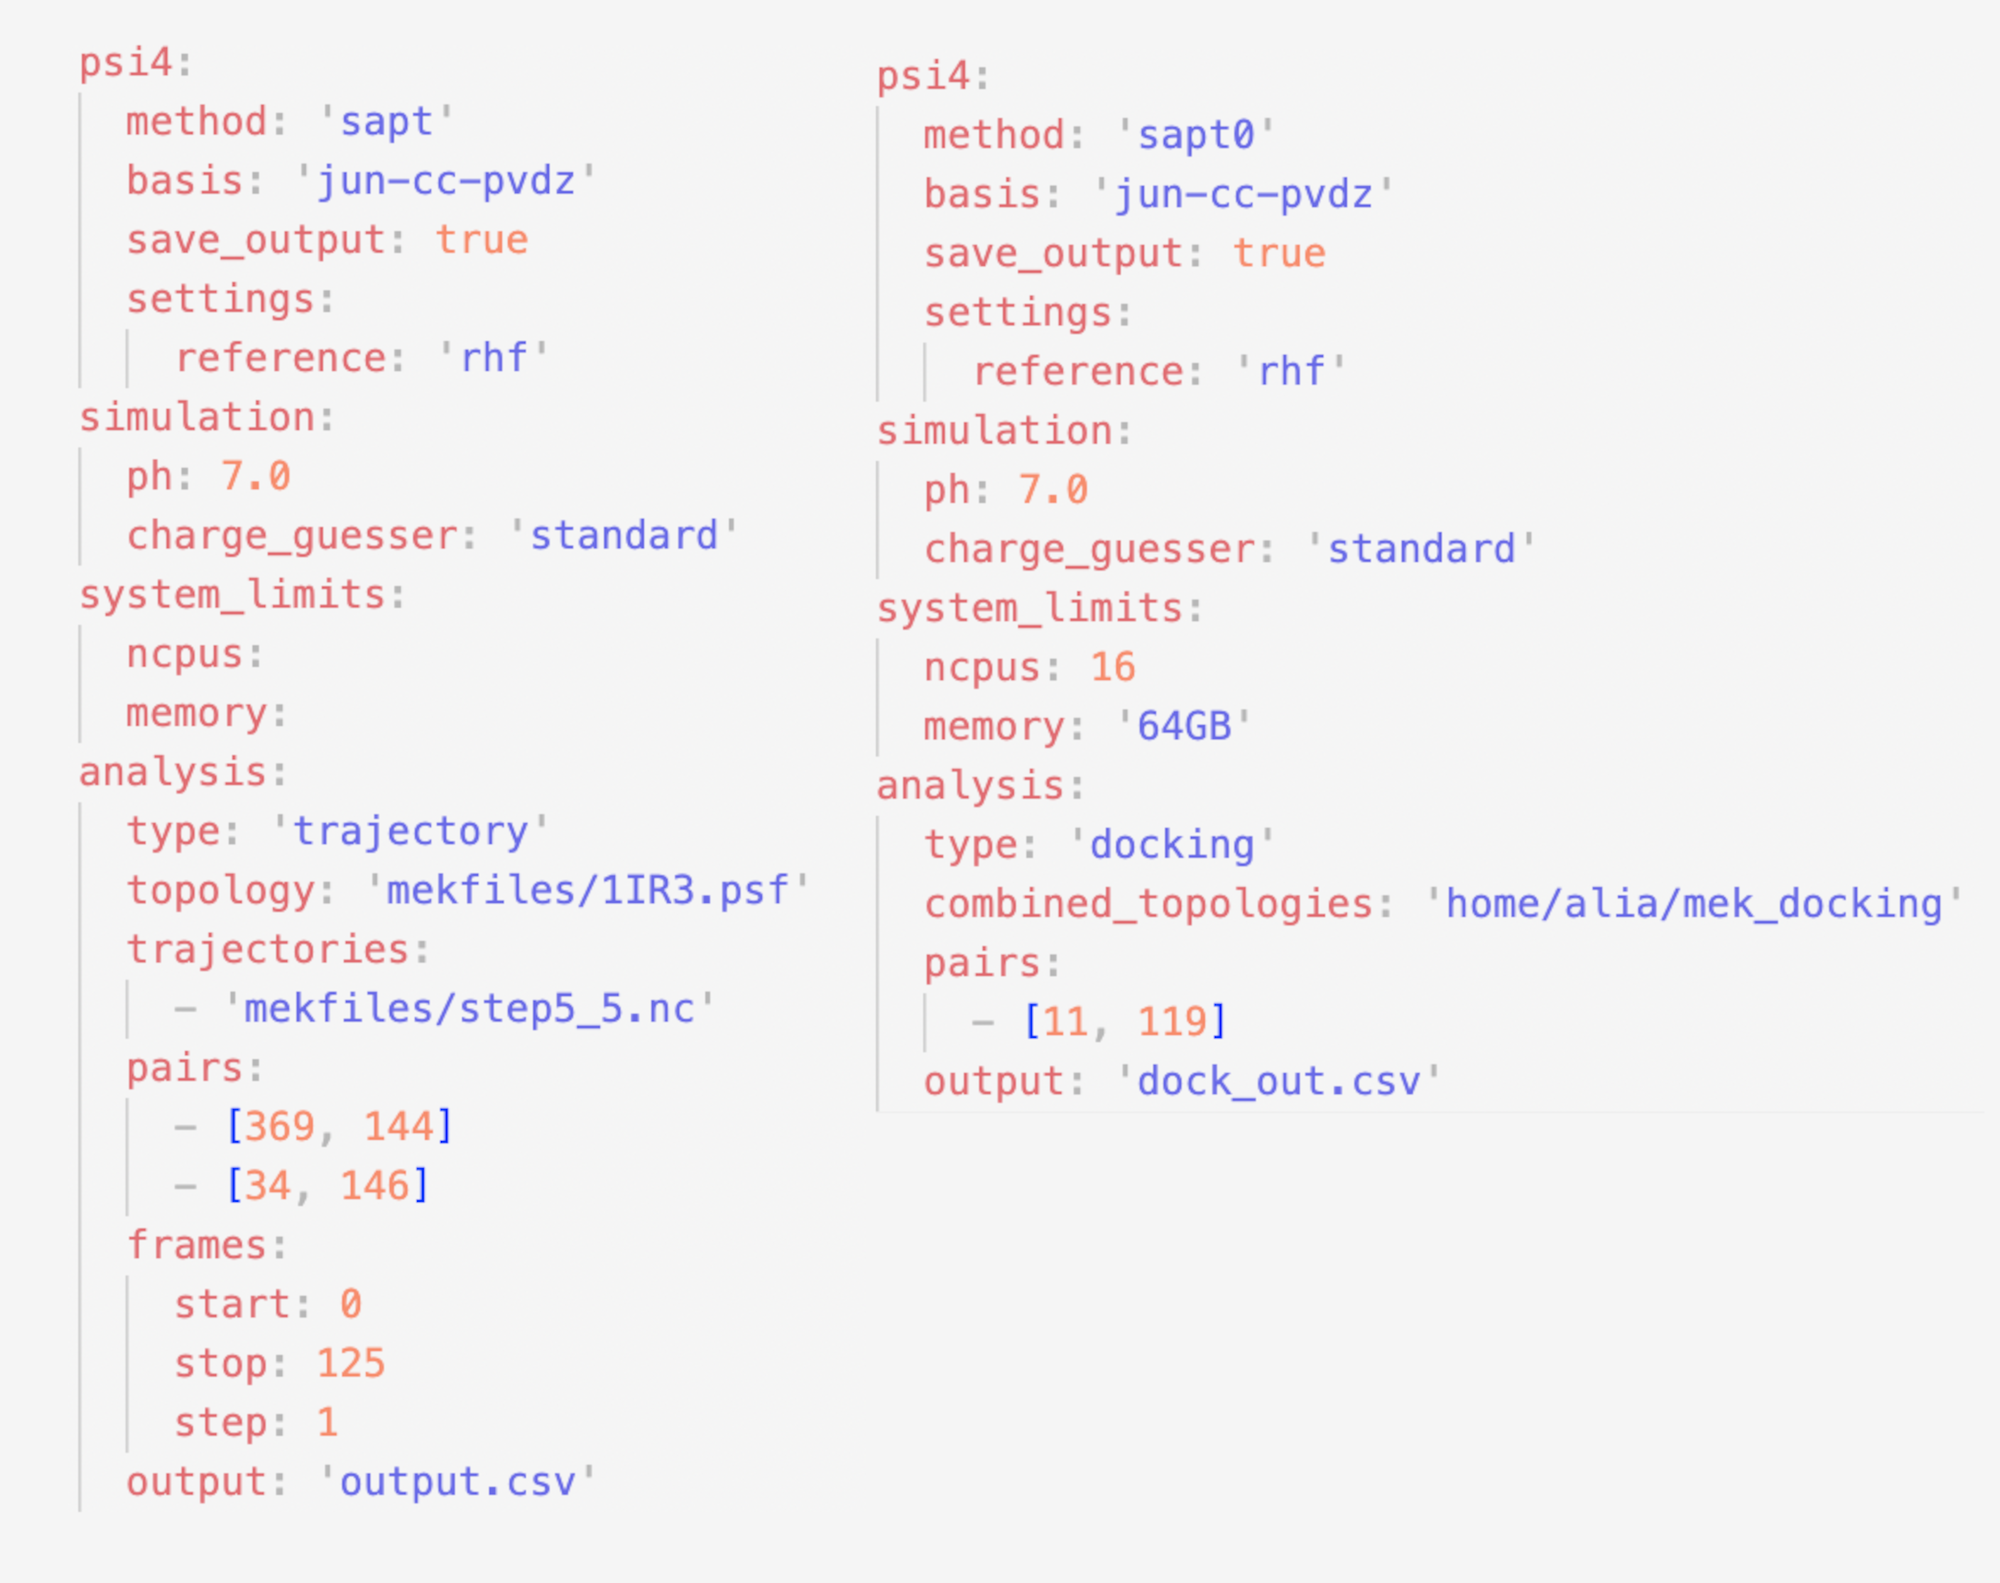 psi4:
  method: 'sapt'
  basis: 'jun-cc-pvdz'
  save_output: true
  settings:
    reference: 'rhf'
simulation:
  ph: 7.0
  charge_guesser: 'standard'
system_limits:
  ncpus:
  memory:
analysis:
  type: 'trajectory'
  topology: 'mekfiles/1IR3.psf'
  trajectories:
    - 'mekfiles/step5_5.nc'
  pairs:
    - [369, 144]
    - [34, 146]
  frames:
    start: 0
    stop: 125
    step: 1
  output: 'output.csv'
psi4:
  method: 'sapt0'
  basis: 'jun-cc-pvdz'
  save_output: true
  settings:
    reference: 'rhf'
simulation:
  ph: 7.0
  charge_guesser: 'standard'
system_limits:
  ncpus: 16
  memory: '64GB'
analysis:
  type: 'docking'
  combined_topologies: 'home/alia/mek_docking'
  pairs:
    - [11, 119]
  output: 'dock_out.csv'